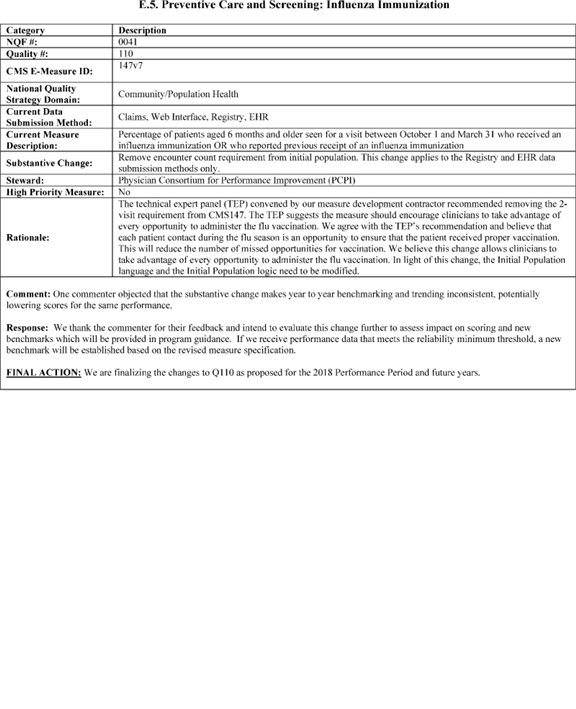 E.5. Preventive Care and Screening: Influenza Immunization
Category Description
NQF #: 0041
Quality #: 110
CMS E-Measure ID: 147v7
National Quality Strategy Domain: Community/Population Health
Current Data Submission Method: Claims, Web Interface, Registry, EHR
Current Measure Description: Percentage of patients aged 6 months and older seen for a visit between October 1 and March 31 who received an
influenza immunization OR who reported previous receipt of an influenza immunization
Substantive Change: Remove encounter count requirement from initial population. This change applies to the Registry and EHR data
submission methods only.
Steward: Physician Consortium for Performance Improvement (PCPI)
High Priority Measure: No
Rationale: The technical expert panel (TEP) convened by our measure development contractor recommended removing the 2-
visit requirement from CMS147. The TEP suggests the measure should encourage clinicians to take advantage of
every opportunity to administer the flu vaccination. We agree with the TEP's recommendation and believe that
each patient contact during the flu season is an opportunity to ensure that the patient received proper vaccination.
This will reduce the number of missed opportunities for vaccination. We believe this change allows clinicians to
take advantage of every opportunity to administer the flu vaccination. In light of this change, the Initial Population
language and the Initial Population logic need to be modified.
Comment: One commenter objected that the substantive change makes year to year benchmarking and trending inconsistent, potentially
lowering scores for the same performance.
Response: We thank the commenter for their feedback and intend to evaluate this change further to assess impact on scoring and new
benchmarks which will be provided in program guidance. If we receive performance data that meets the reliability minimum threshold, a new
benchmark will be established based on the revised measure specification.
FINAL ACTION: We are finalizing the changes to Q110 as proposed for the 2018 Performance Period and future years.